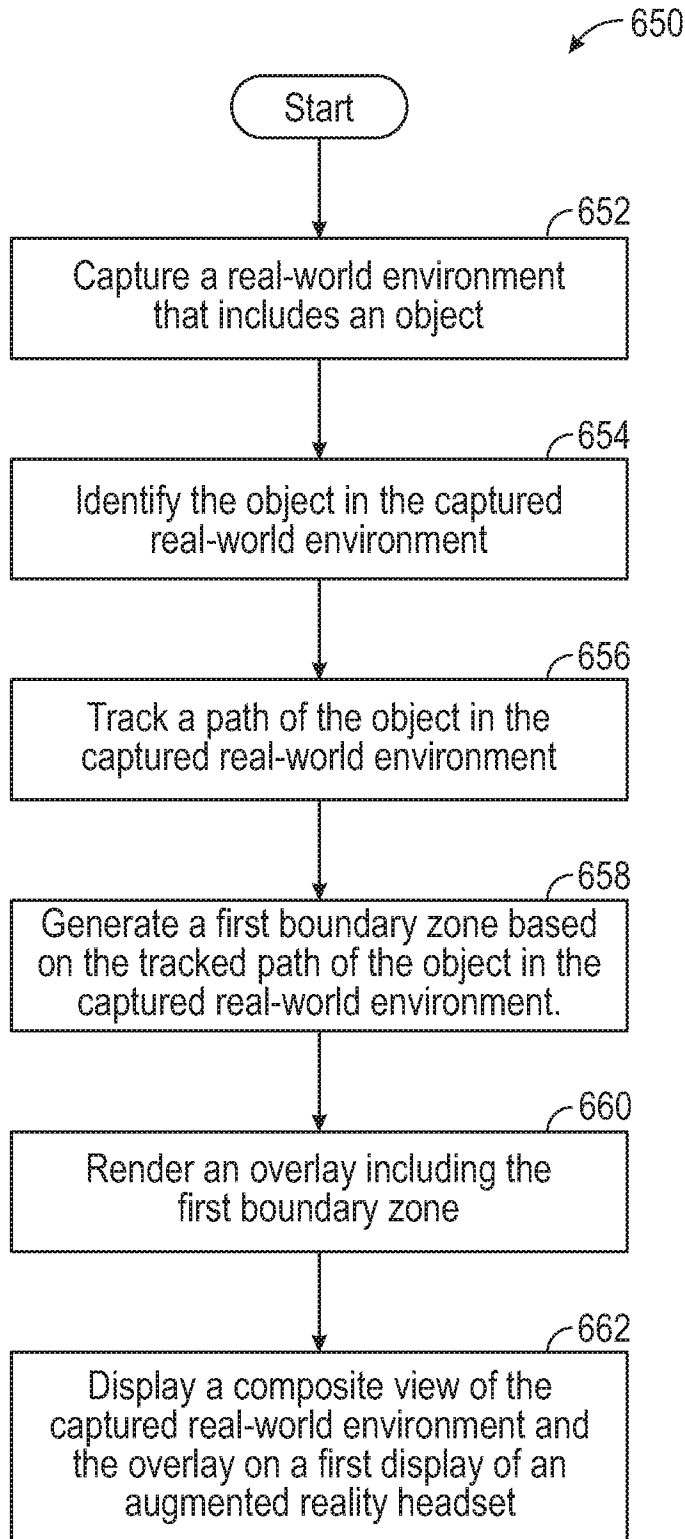 650
Start
652
Capture a real-world environment
that includes an object
654
Identify the object in the captured
real-world environment
656
Track a path of the object in the
captured real-world environment
658
Generate a first boundary zone based
on the tracked path of the object in the
captured real-world environment.
660
Render an overlay including the
first boundary zone
662
Display a composite view of the
captured real-world environment and
the overlay on a first display of an
augmented reality headset